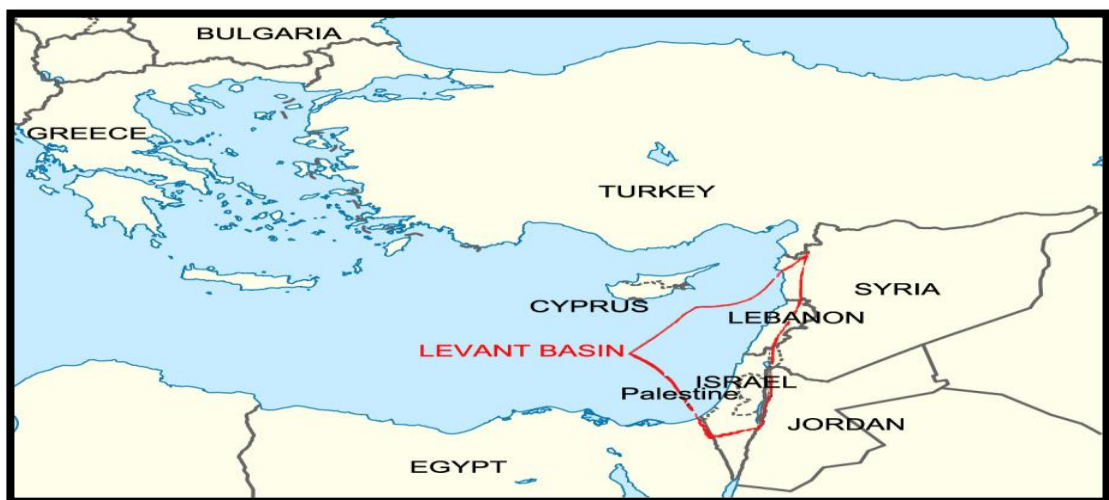 BULGARIA
GREECE
TURKEY
SYRIA
CYPRUS
LEBANON
LEVANT BASIN
ISRAEL
Palestine
JORDAN
EGYPT